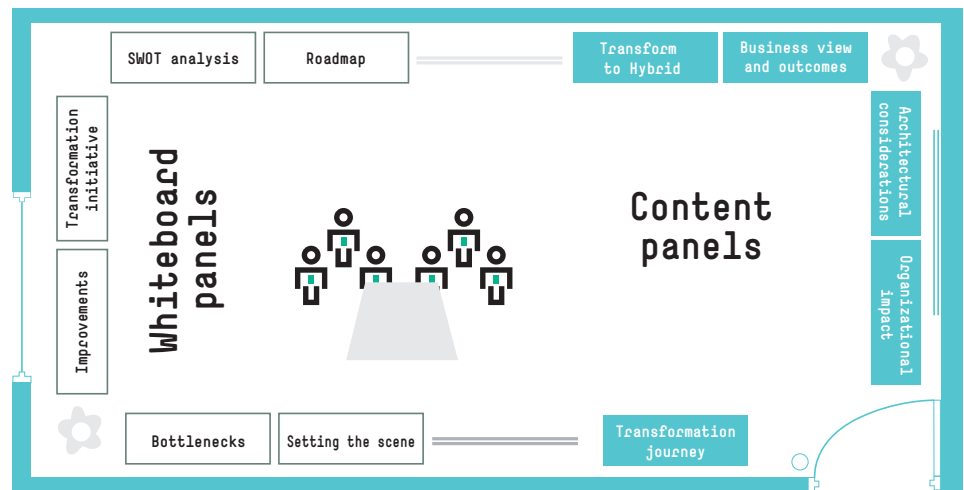 SWOT analysis
Roadmap
Transform
to Hybrid
Business view
and outcomes
Transformation
initiative
Improvements
Whiteboard
panels
Content
panels
Architectural
considerations
Organizational
impact
Bottlenecks
Setting the scene
Transformation
journey